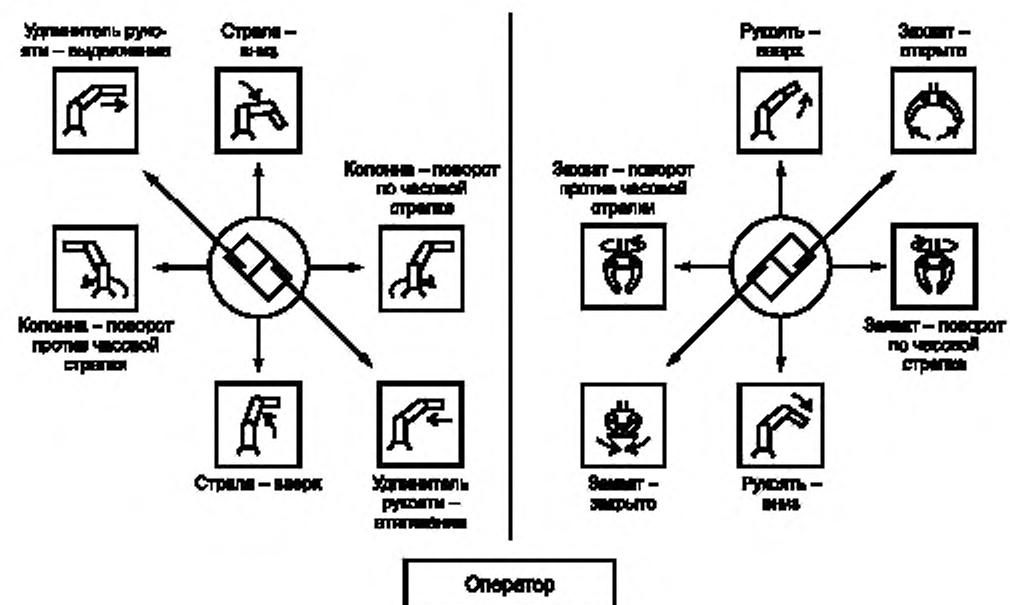 Удлинитель руко-
яти – выдвижение
Стрела –
вниз
Колонна – поворот
по часовой
стрелке
Колонна – поворот
против часовой
стрелки
Стрела – вверх
Удлинитель
рукояти –
втягивание
Рукоять –
вверх
Захват –
открыто
Захват – поворот
против часовой
стрелки
Захват – поворот
по часовой
стрелке
Захват –
закрыто
Рукоять –
вниз
Оператор